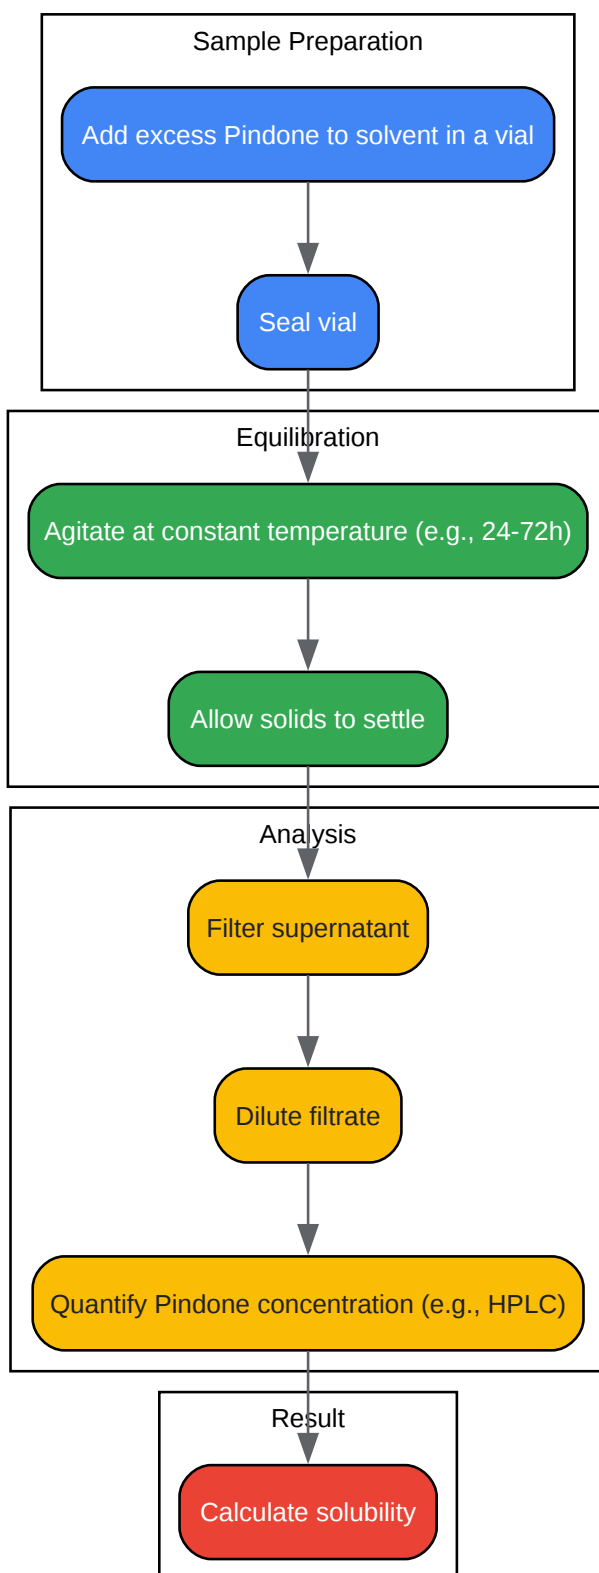 Sample Preparation
Add excess Pindone to solvent in a vial
Seal vial
Equilibration
Agitate at constant temperature (e.g., 24-72h)
Allow solids to settle
Analysis
Filter supernatant
Dilute filtrate
Quantify Pindone concentration (e.g., HPLC)
Result
Calculate solubility